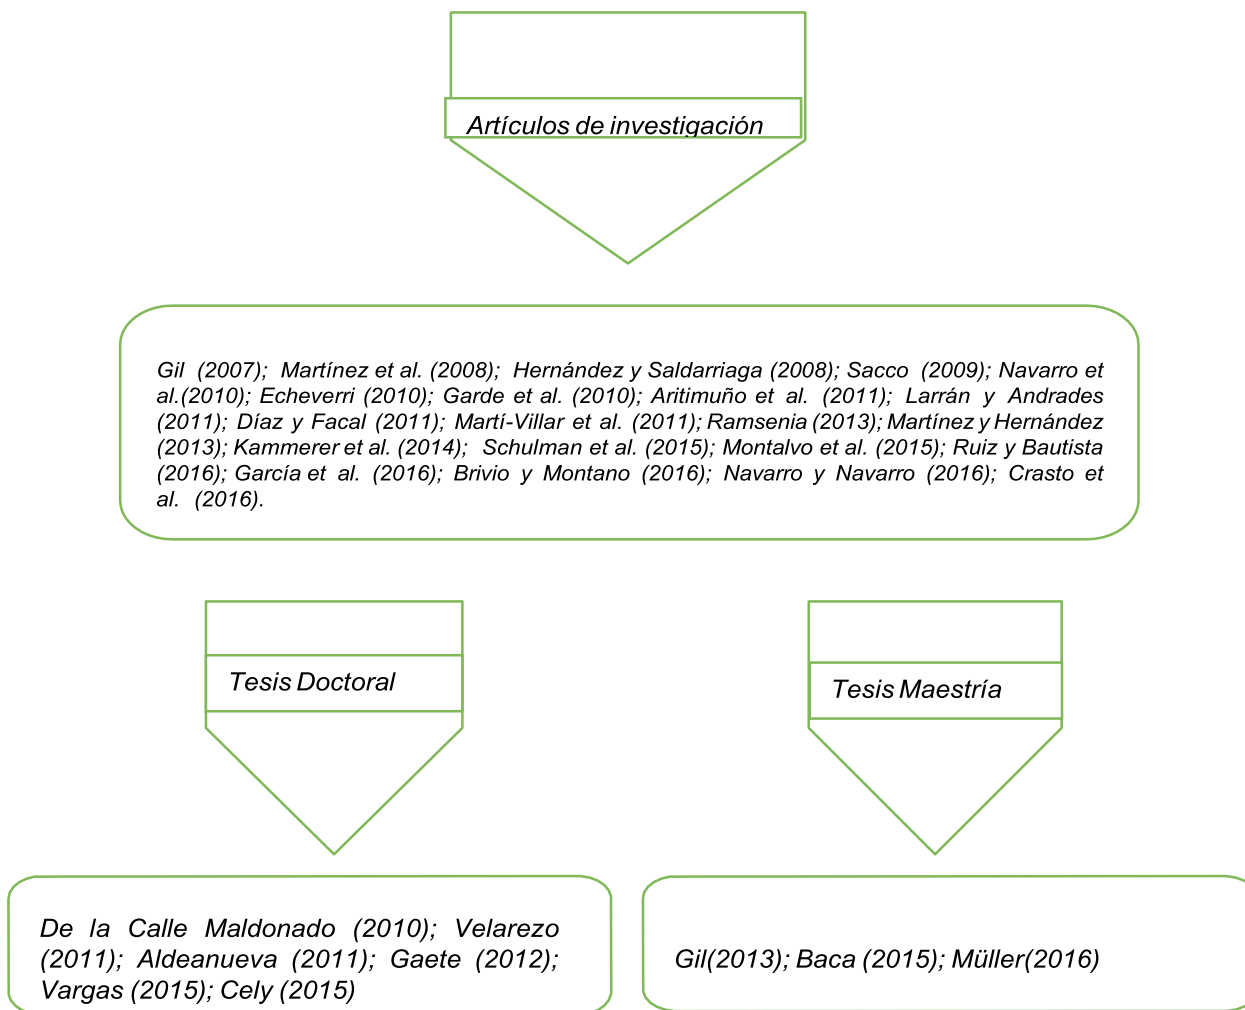 Artículos de investigación
Gil (2007); Martínez et al. (2008); Hernández y Saldarriaga (2008); Sacco (2009); Navarro et
al.(2010); Echeverri (2010); Garde et al. (2010); Aritimuño et al. (2011); Larrán y Andrades
(2011); Díaz y Facal (2011); Martí-Villar et al. (2011); Ramsenia (2013); Martínez y Hernández
(2013); Kammerer et al. (2014); Schulman et al. (2015); Montalvo et al. (2015); Ruiz y Bautista
(2016); García et al. (2016); Brivio y Montano (2016); Navarro y Navarro (2016); Crasto et
al. (2016).
Tesis Doctoral
De la Calle Maldonado (2010); Velarezo
(2011); Aldeanueva (2011); Gaete (2012);
Vargas (2015); Cely (2015)
Tesis Maestría
Gil(2013); Baca (2015); Müller(2016)